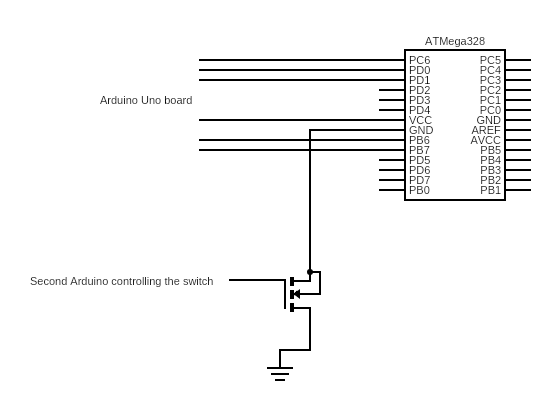 ATMega328
PC6 PC5
PD0 PC4
PD1 PC3
PD2 PC2
Arduino Uno board PD3 PC1
PD4 PC0
VCC GND
GND AREF
PB6 AVCC
PB7 PB5
PD5 PB4
PD6 PB3
PD7 PB2
PB0 PB1
Second Arduino controlling the switch